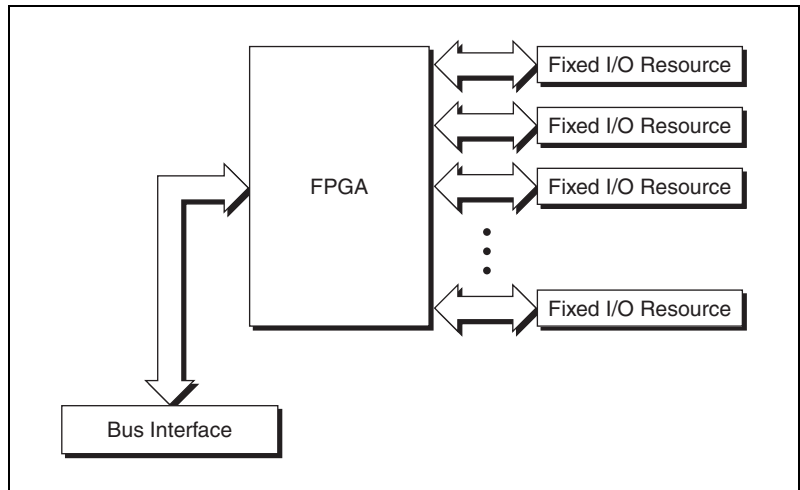 Fixed I/O Resource
Fixed I/O Resource
FPGA
Fixed I/O Resource
Fixed I/O Resource
Bus Interface